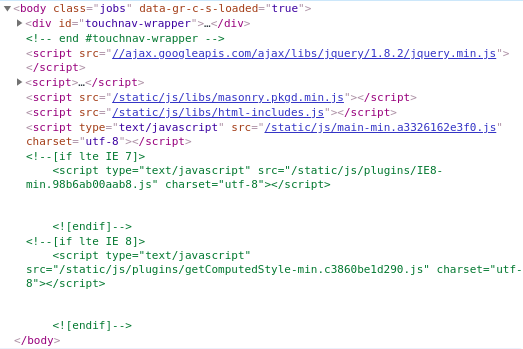 <body class="jobs" data-gr-c-s-loaded="true">
<div id="touchnav-wrapper">…</div>
<!-- end #touchnav-wrapper -->
<script src="//ajax.googleapis.com/ajax/libs/jquery/1.8.2/jquery.min.js">
</script>
<script>…</script>
<script src="/static/js/libs/masonry.pkgd.min.js"></script>
<script src="/static/js/libs/html-includes.js"></script>
<script type="text/javascript" src="/static/js/main-min.a3326162e3f0.js"
charset="utf-8"></script>
<!--[if lte IE 7]>
<script type="text/javascript" src="/static/js/plugins/IE8-
min.98b6ab00aab8.js" charset="utf-8"></script>
<![endif]-->
<!--[if lte IE 8]>
<script type="text/javascript"
src="/static/js/plugins/getComputedStyle-min.c3860be1d290.js" charset="utf-
8"></script>
<![endif]-->
</body>